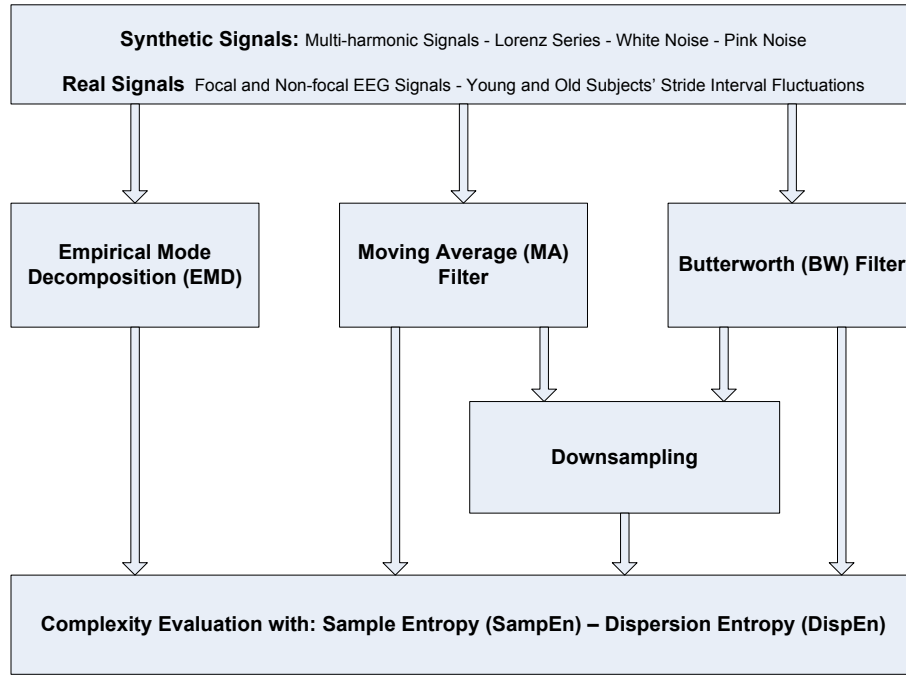 Synthetic Signals: Multi-harmonic Signals - Lorenz Series - White Noise - Pink Noise
Real Signals Focal and Non-focal EEG Signals - Young and Old Subjects' Stride Interval Fluctuations
Empirical Mode
Decomposition (EMD)
Moving Average (MA)
Filter
Butterworth (BW) Filter
Downsampling
Complexity Evaluation with: Sample Entropy (SampEn) – Dispersion Entropy (DispEn)